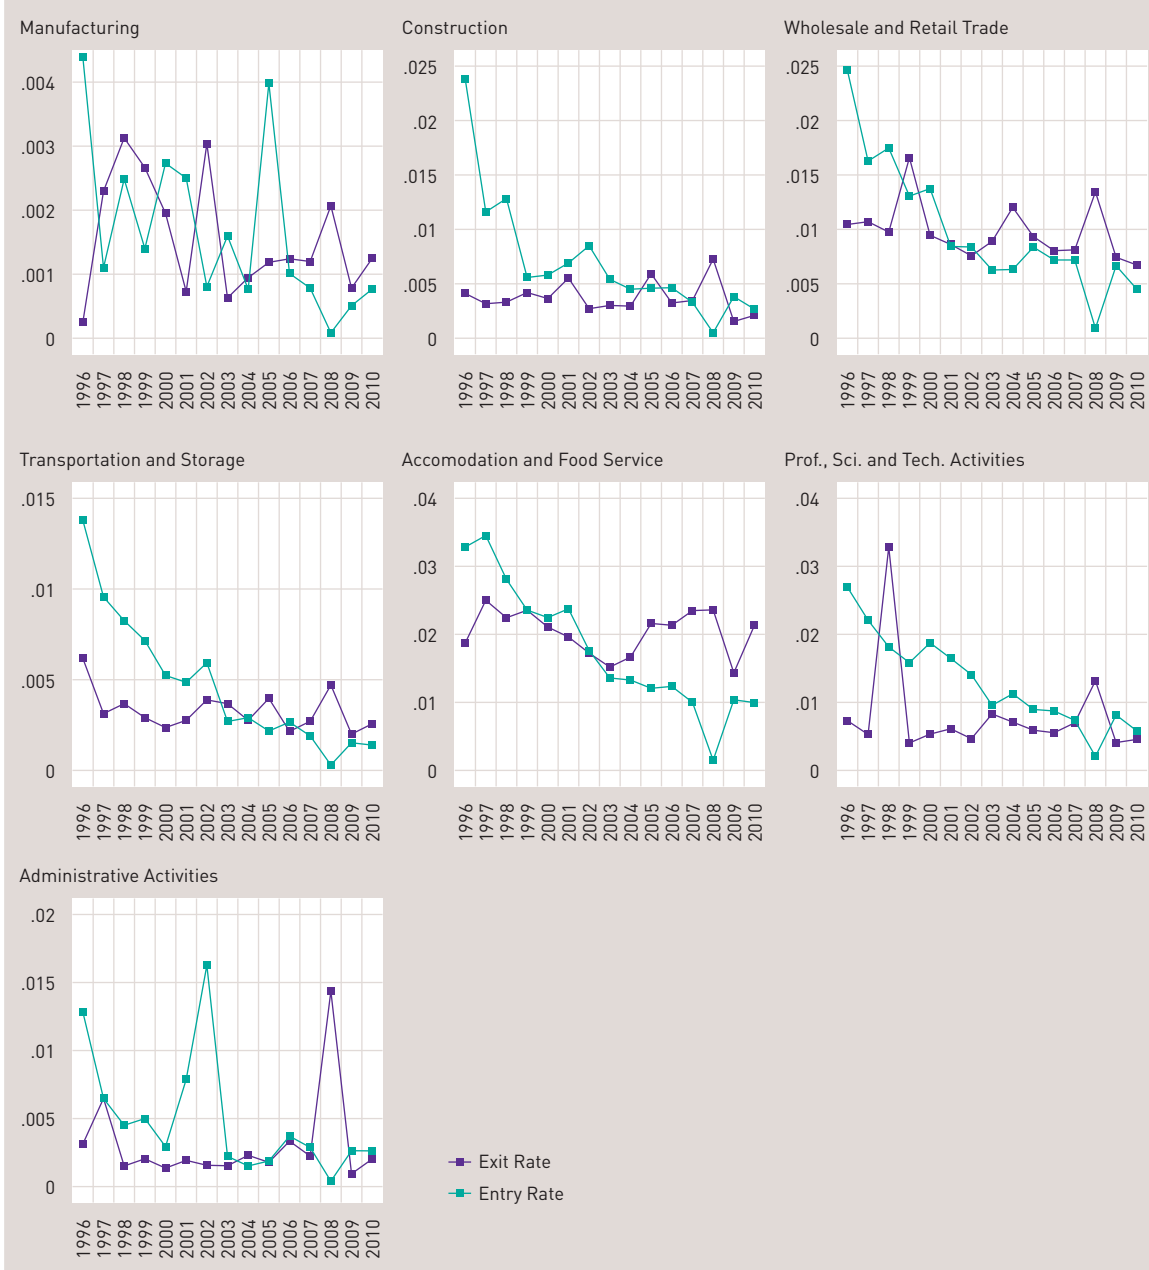 Manufacturing
.004
.003
.002
.001
0
1996 1997 1998 1999 2000 2001 2002 2003 2004 2005 2006 2007 2008 2009 2010
Construction
.025
.02
.015
.01
.005
0
1996 1997 1998 1999 2000 2001 2002 2003 2004 2005 2006 2007 2008 2009 2010
Wholesale and Retail Trade
.025
.02
.015
.01
.005
0
1996 1997 1998 1999 2000 2001 2002 2003 2004 2005 2006 2007 2008 2009 2010
Transportation and Storage
.015
.01
.005
0
1996 1997 1998 1999 2000 2001 2002 2003 2004 2005 2006 2007 2008 2009 2010
Accomodation and Food Service
.04
.03
.02
.01
0
1996 1997 1998 1999 2000 2001 2002 2003 2004 2005 2006 2007 2008 2009 2010
Prof., Sci. and Tech. Activities
.04
.03
.02
.01
0
1996 1997 1998 1999 2000 2001 2002 2003 2004 2005 2006 2007 2008 2009 2010
Administrative Activities
.02
.015
.01
.005
0
1996 1997 1998 1999 2000 2001 2002 2003 2004 2005 2006 2007 2008 2009 2010
Exit Rate
Entry Rate